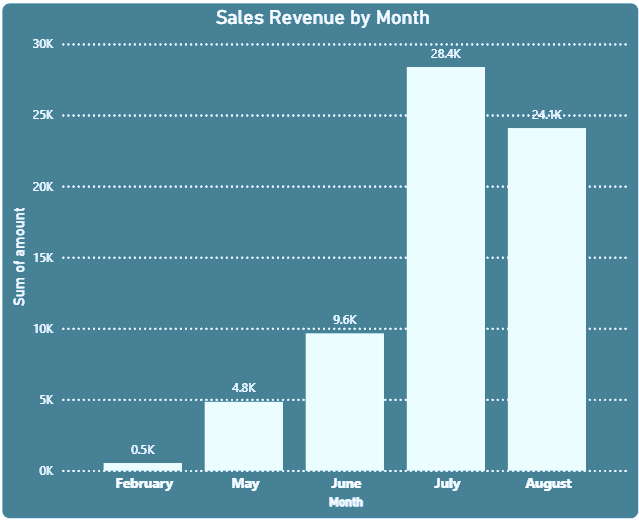 Sales Revenue by Month
30K
25K
20K
15K
10K
5K
0K
Sum of amount
0.5K
4.8K
9.6K
28.4K
24.1K
February May June July August
Month